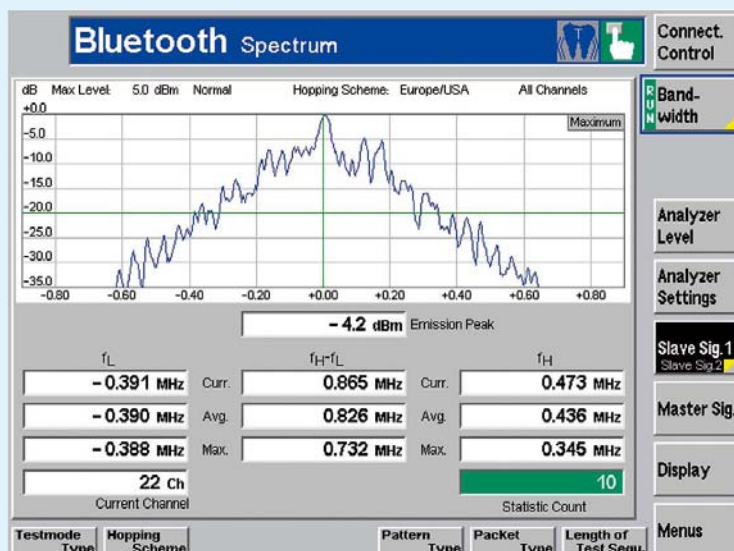 Bluetooth Spectrum
Connect.
Control
dB Max Level: 5.0 dBm Normal Hopping Scheme: Europe/USA All Channels
+0.0
Maximum
-5.0
-10.0
-15.0
-20.0
-25.0
-30.0
-35.0
-0.80 -0.60 -0.40 -0.20 +0.00 +0.20 +0.40 +0.60 +0.80
RUN
Band-
width
Analyzer
Level
Analyzer
Settings
Slave Sig.1
Slave Sig.2
Master Sig.
Display
Menus
- 4.2 dBm Emission Peak
fL fH-fL fH
- 0.391 MHz Curr. 0.865 MHz Curr. 0.473 MHz
- 0.390 MHz Avg. 0.826 MHz Avg. 0.436 MHz
- 0.388 MHz Max. 0.732 MHz Max. 0.345 MHz
22 Ch 10
Current Channel Statistic Count
Testmode Type
Hopping Scheme
Pattern Type
Packet Type
Length of Test Sequ.